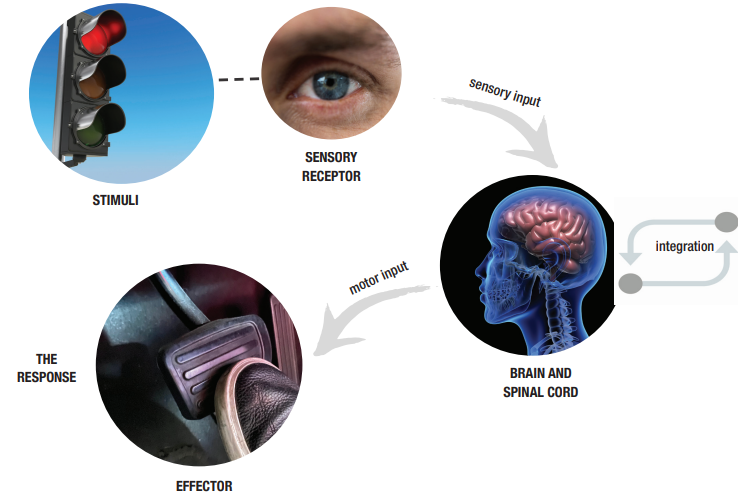 STIMULI
SENSORY
RECEPTOR
sensory input
integration
BRAIN AND
SPINAL CORD
motor input
THE
RESPONSE
EFFECTOR